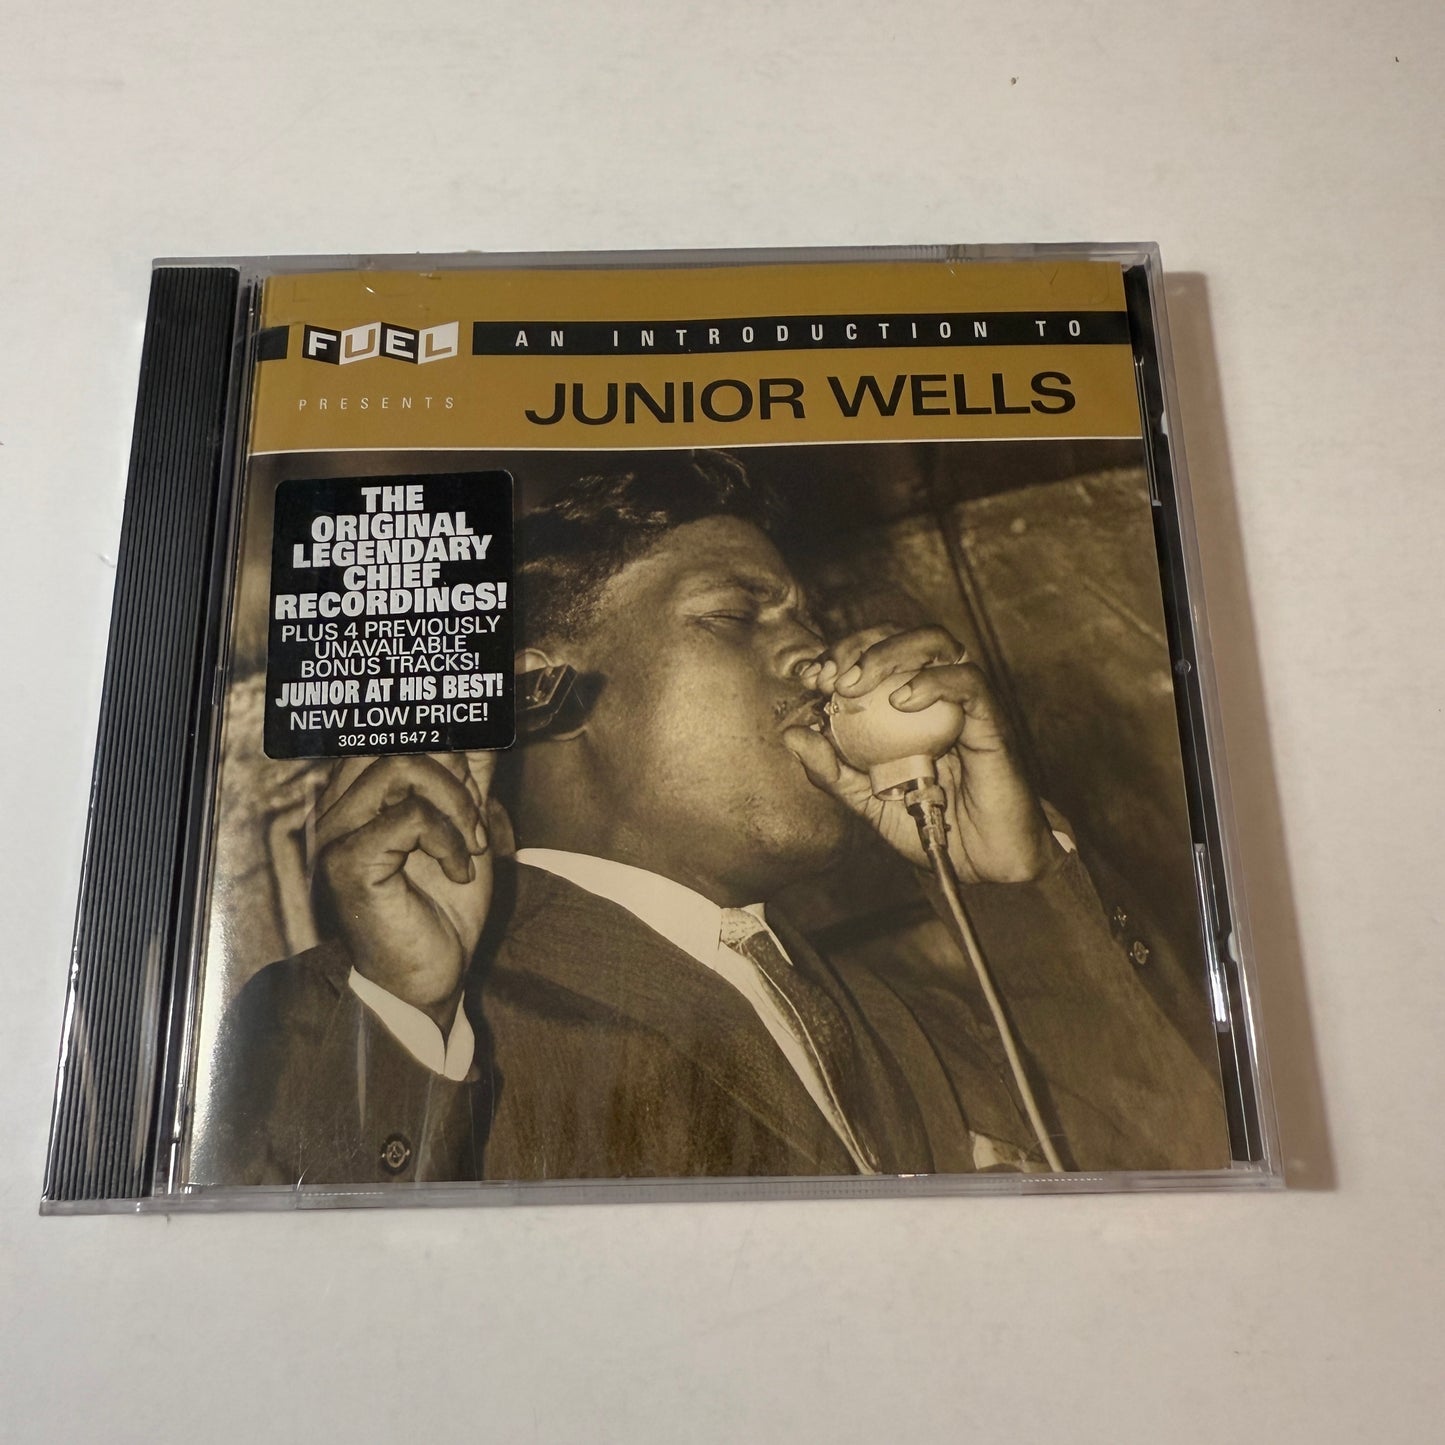 FUEL
AN INTRODUCTION TO
PRESENTS
JUNIOR WELLS
THE
ORIGINAL
LEGENDARY
CHIEF
RECORDINGS!
PLUS 4 PREVIOUSLY
UNAVAILABLE
BONUS TRACKS!
JUNIOR AT HIS BEST!
NEW LOW PRICE!
302 061 547 2